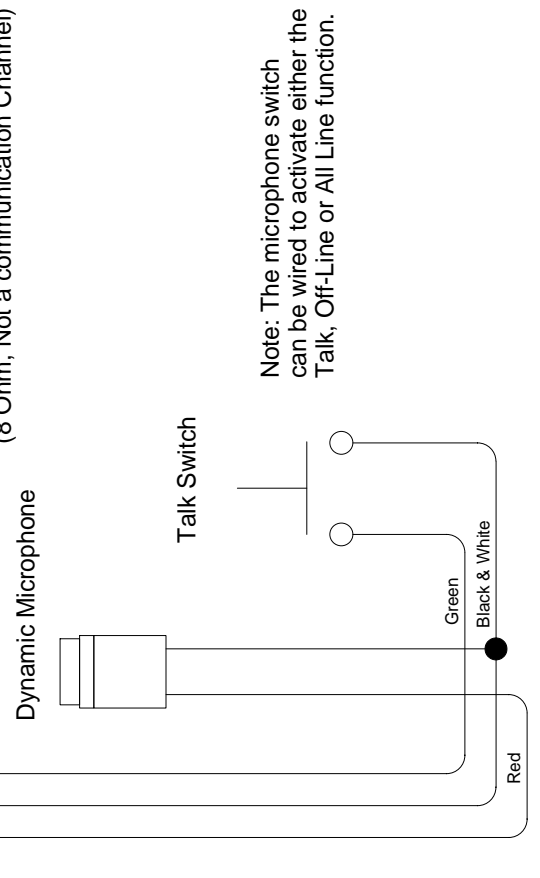 (8 Ohm, Not a communication Channel)
Dynamic Microphone
Talk Switch
Note: The microphone switch
can be wired to activate either the
Talk, Off-Line or All Line function.
Green
Black & White
Red